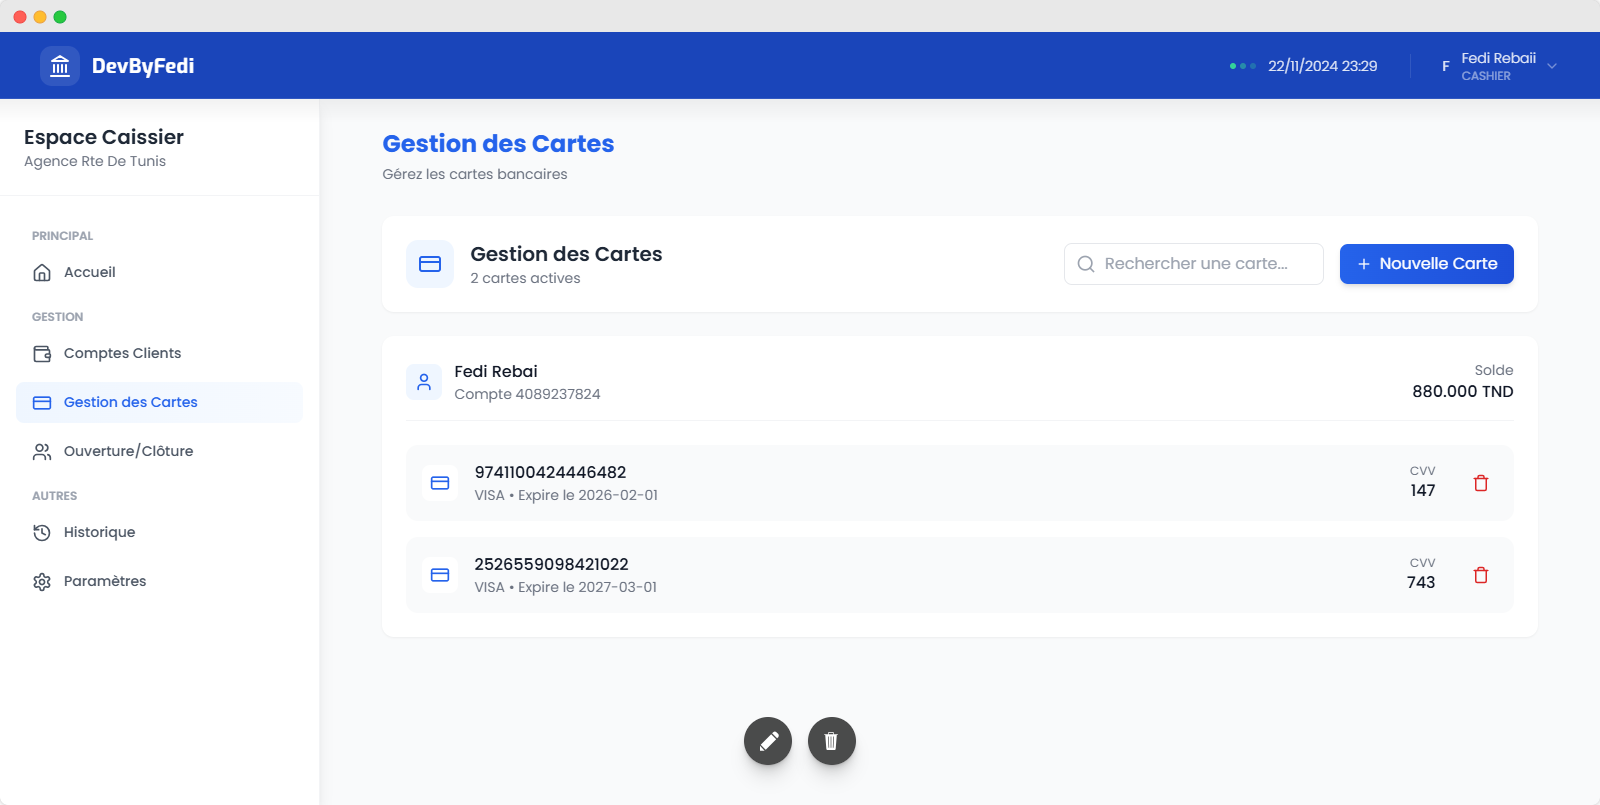 DevByFedi
22/11/2024 23:29
F
Fedi Rebaii
CASHIER
Espace Caissier
Agence Rte De Tunis
PRINCIPAL
Accueil
GESTION
Comptes Clients
Gestion des Cartes
Ouverture/Clôture
AUTRES
Historique
Paramètres
Gestion des Cartes
Gérez les cartes bancaires
Gestion des Cartes
2 cartes actives
Rechercher une carte...
+ Nouvelle Carte
Fedi Rebai
Compte 4089237824
Solde
880.000 TND
9741100424446482
VISA • Expire le 2026-02-01
CVV
147
2526559098421022
VISA • Expire le 2027-03-01
CVV
743